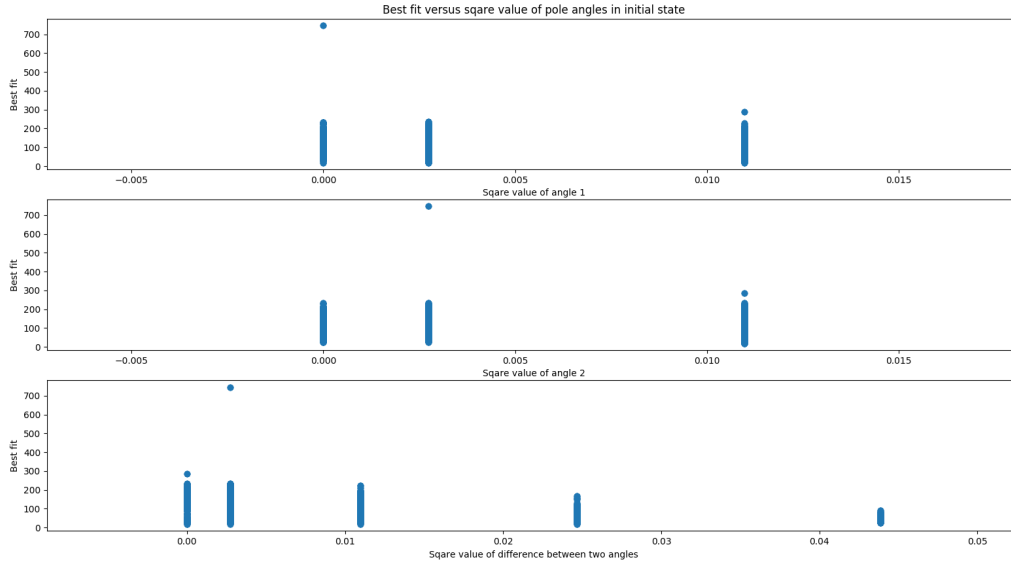 Best fit versus sqare value of pole angles in initial state
Best fit
700
600
500
400
300
200
100
0
−0.005 0.000 0.005 0.010 0.015
Sqare value of angle 1
Best fit
700
600
500
400
300
200
100
0
−0.005 0.000 0.005 0.010 0.015
Sqare value of angle 2
Best fit
700
600
500
400
300
200
100
0
0.00 0.01 0.02 0.03 0.04 0.05
Sqare value of difference between two angles